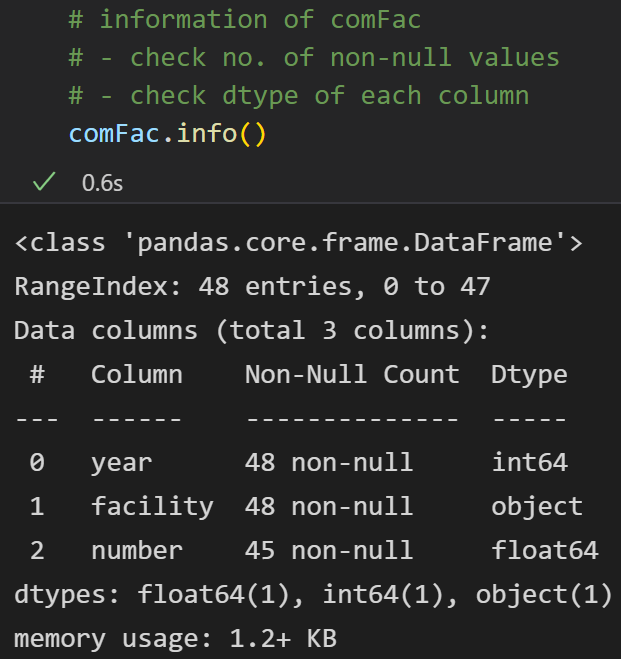 # information of comFac
# - check no. of non-null values
# - check dtype of each column
comFac.info()
0.6s
<class 'pandas.core.frame.DataFrame'>
RangeIndex: 48 entries, 0 to 47
Data columns (total 3 columns):
 #   Column    Non-Null Count  Dtype
---  ------    --------------  -----
 0   year      48 non-null     int64
 1   facility  48 non-null     object
 2   number    45 non-null     float64
dtypes: float64(1), int64(1), object(1)
memory usage: 1.2+ KB